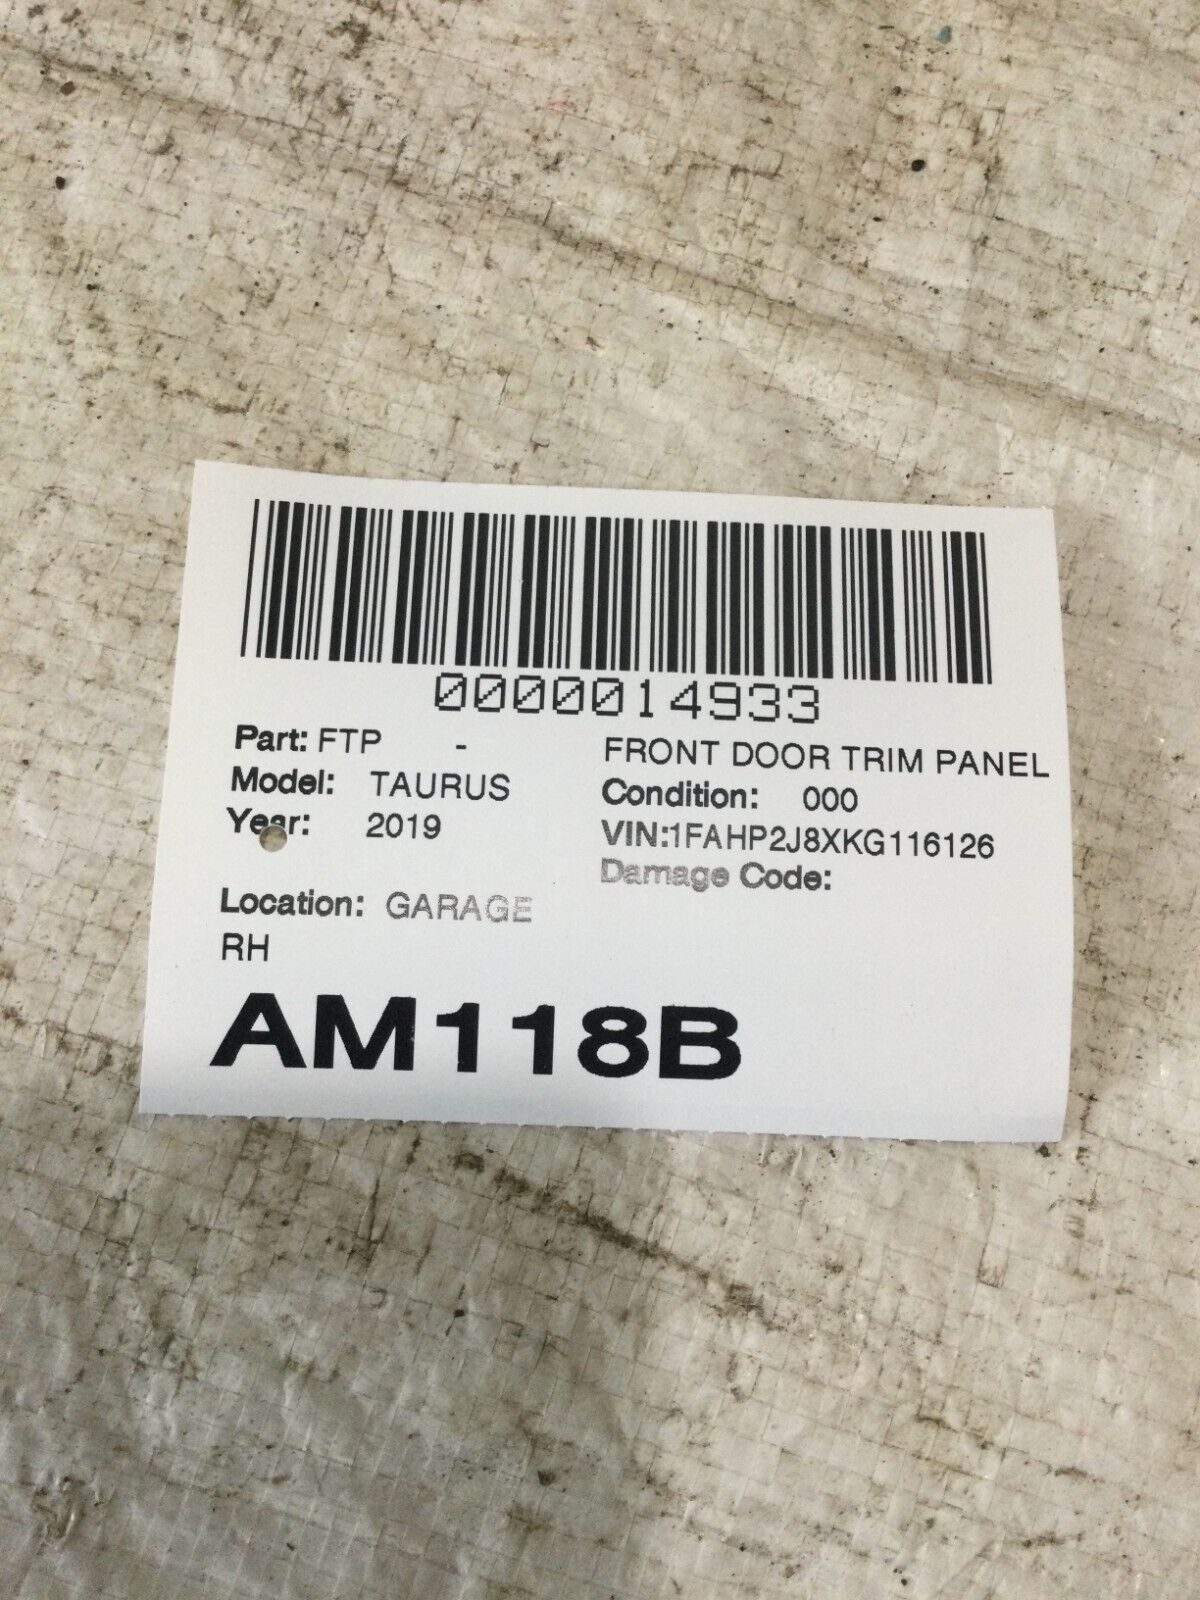 0000014933
Part: FTP - FRONT DOOR TRIM PANEL
Model: TAURUS Condition: 000
Year: 2019 VIN:1FAHP2J8XKG116126
Damage Code:
Location: GARAGE
RH
AM118B